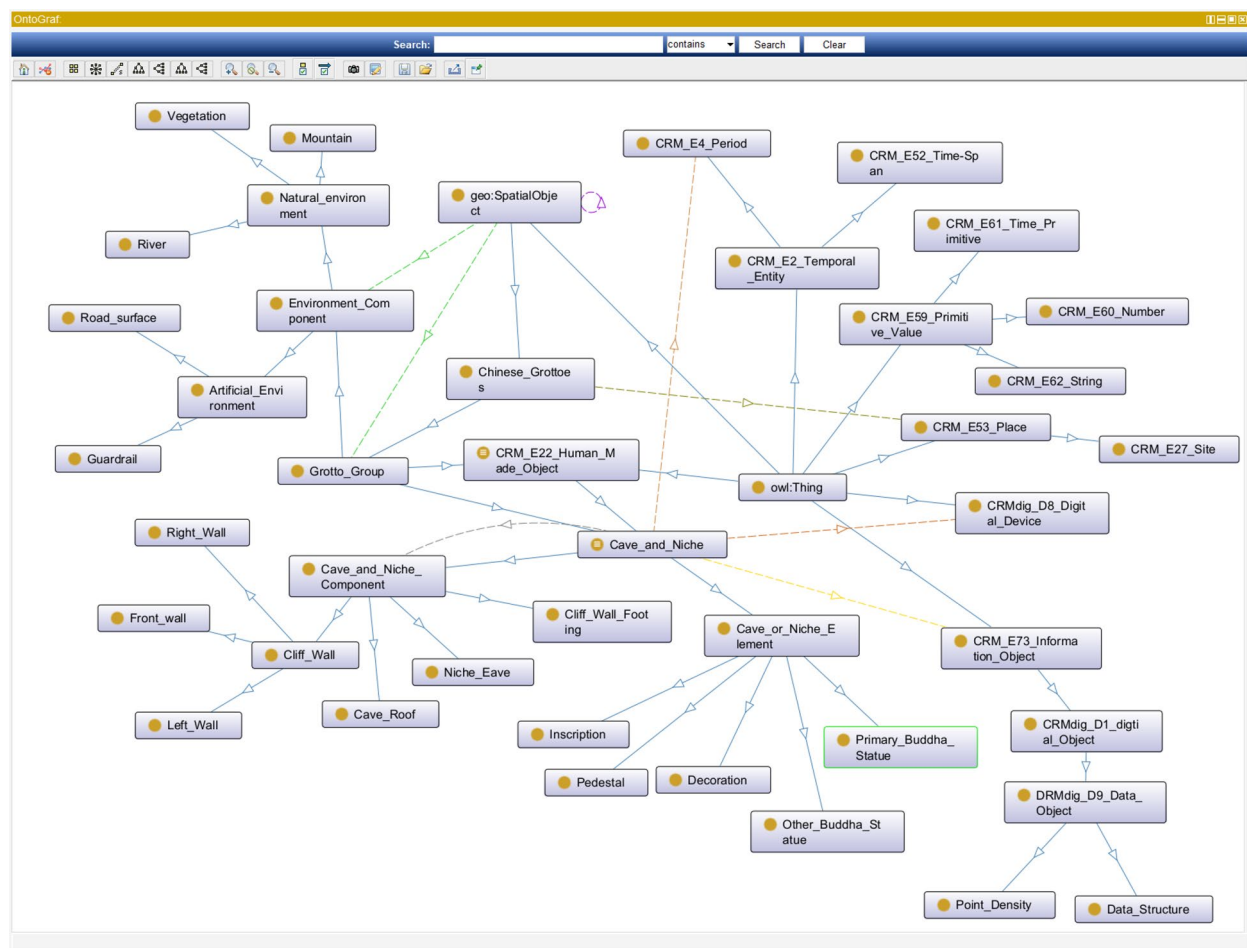 OntoGraf:
Search:
contains
Search
Clear
Vegetation
Mountain
CRM_E4_Period
CRM_E52_Time-Sp
an
Natural_environ
ment
geo:SpatialObje
ct
CRM_E61_Time_Pr
imitive
River
CRM_E2_Temporal
_Entity
Environment_Com
ponent
Road_surface
CRM_E59_Primiti
ve_Value
CRM_E60_Number
Artificial_Envi
ronment
Chinese_Grottoe
s
CRM_E62_String
CRM_E53_Place
Guardrail
Grotto_Group
CRM_E22_Human_M
ade_Object
CRM_E27_Site
owl:Thing
CRMdig_D8_Digit
al_Device
Right_Wall
Cave_and_Niche
Cave_and_Niche_
Component
Front_wall
Cliff_Wall_Foot
ing
Cave_or_Niche_E
lement
CRM_E73_Informa
tion_Object
Cliff_Wall
Niche_Eave
Left_Wall
Cave_Roof
Inscription
Primary_Buddha_
Statue
CRMdig_D1_digti
al_Object
Pedestal
Decoration
DRMdig_D9_Data_
Object
Other_Buddha_St
atue
Point_Density
Data_Structure